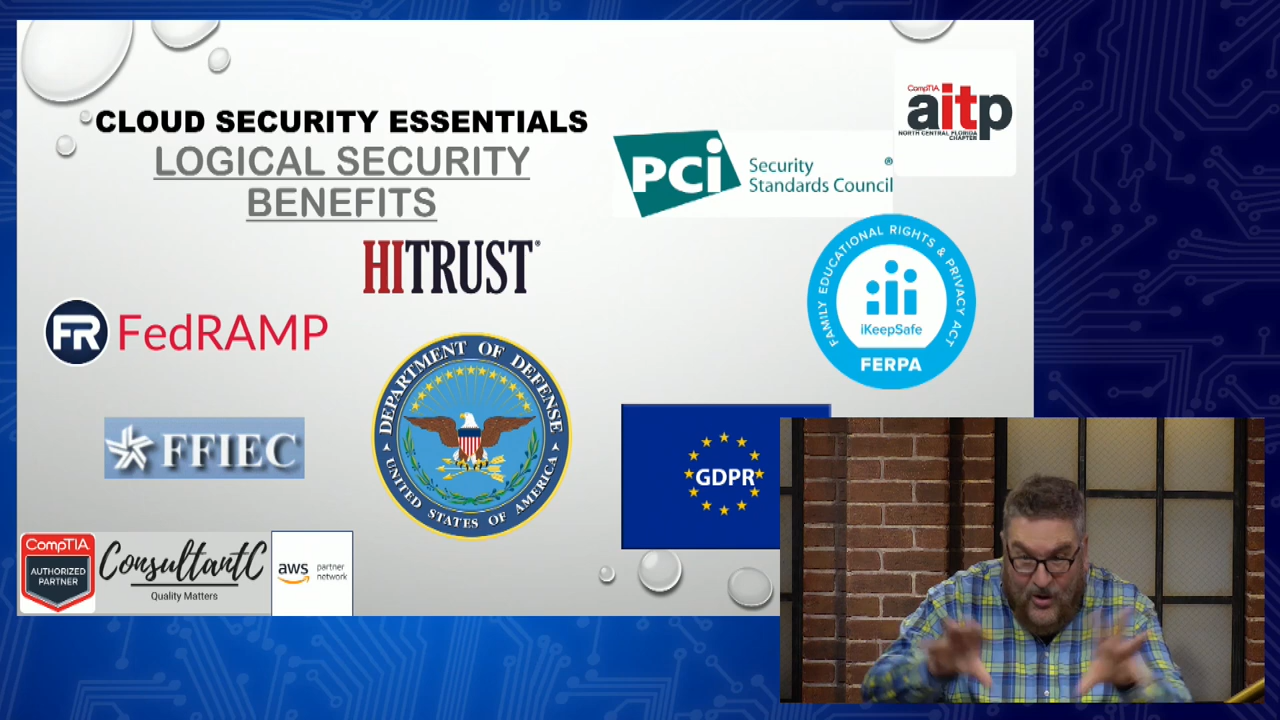 CLOUD SECURITY ESSENTIALS
LOGICAL SECURITY
BENEFITS
CompTIA
aitp
NORTH CENTRAL FLORIDA
CHAPTER
PCi
Security ®
Standards Council
HITRUST®
FAMILY EDUCATIONAL RIGHTS & PRIVACY ACT
iKeepSafe
FERPA
FR FedRAMP
DEPARTMENT OF DEFENSE
UNITED STATES OF AMERICA
FFIEC
GDPR
CompTIA
AUTHORIZED
PARTNER
ConsultantC
Quality Matters
aws partner
network